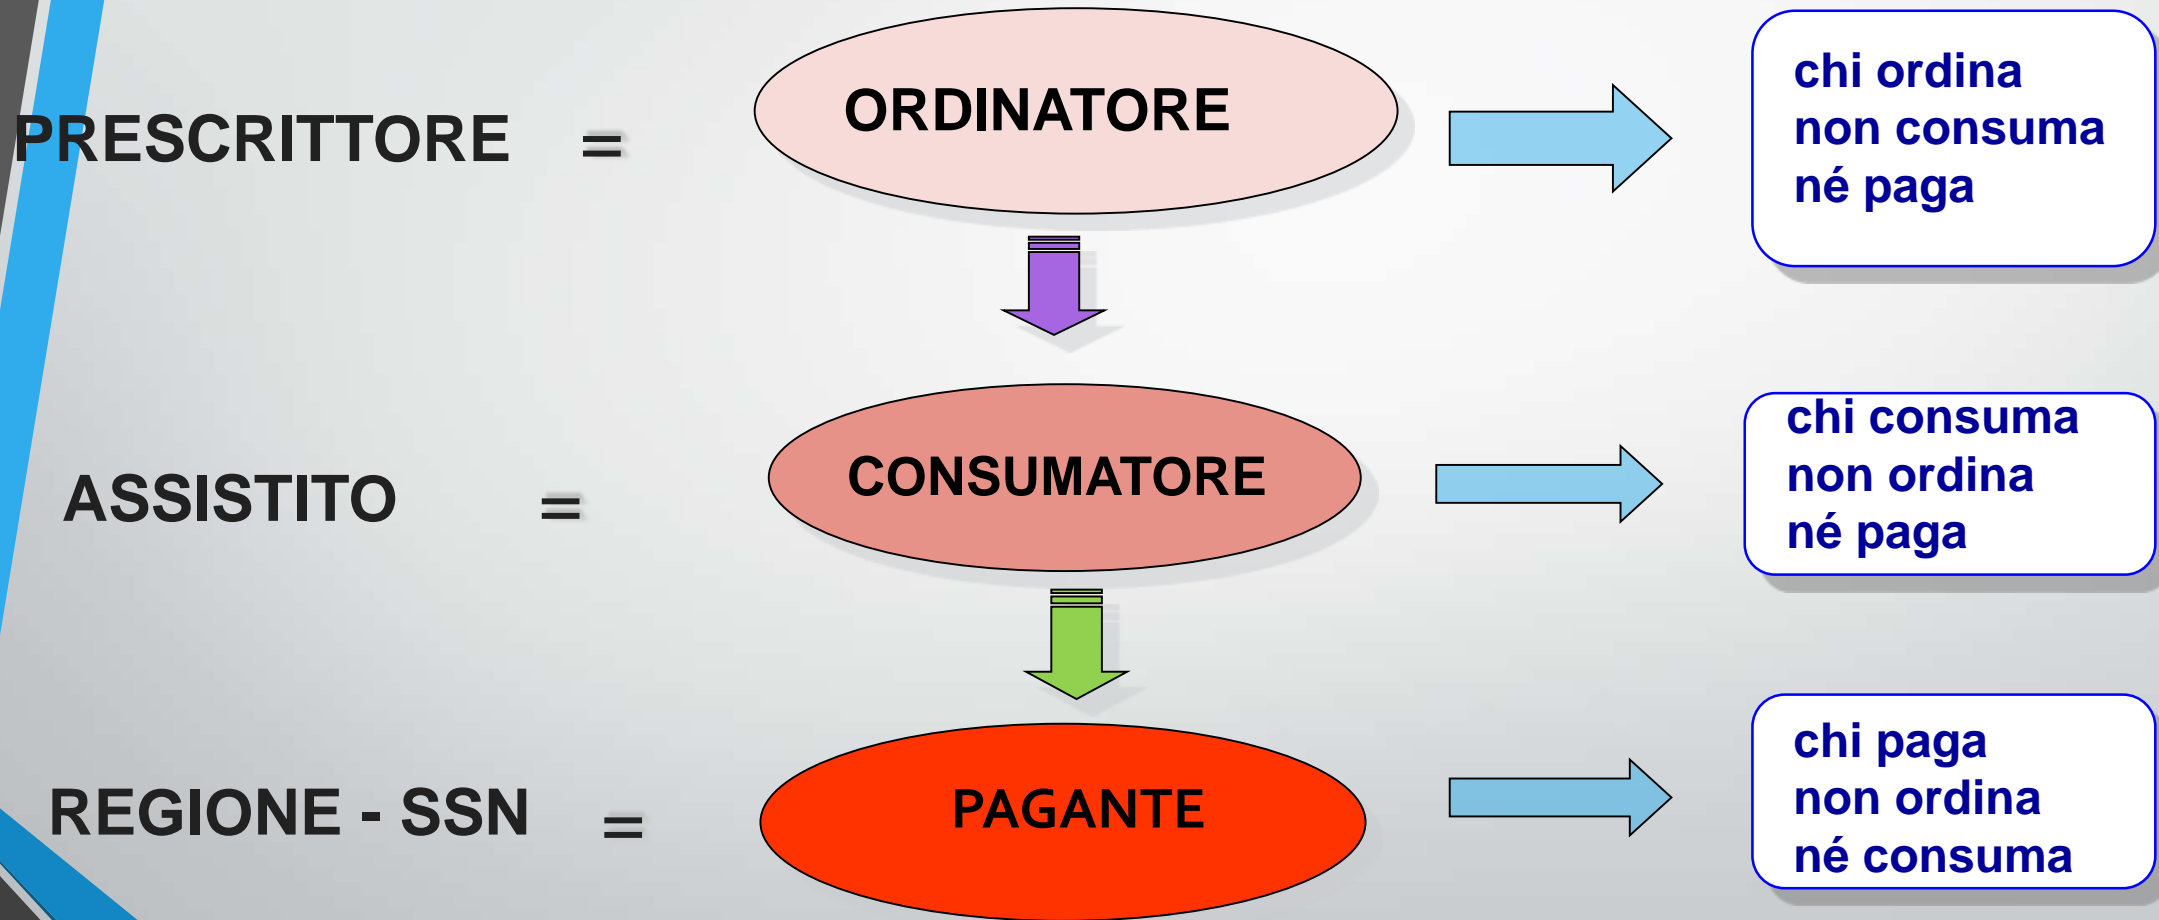 PRESCRITTORE = ORDINATORE
chi ordina
non consuma
né paga
ASSISTITO = CONSUMATORE
chi consuma
non ordina
né paga
REGIONE - SSN = PAGANTE
chi paga
non ordina
né consuma